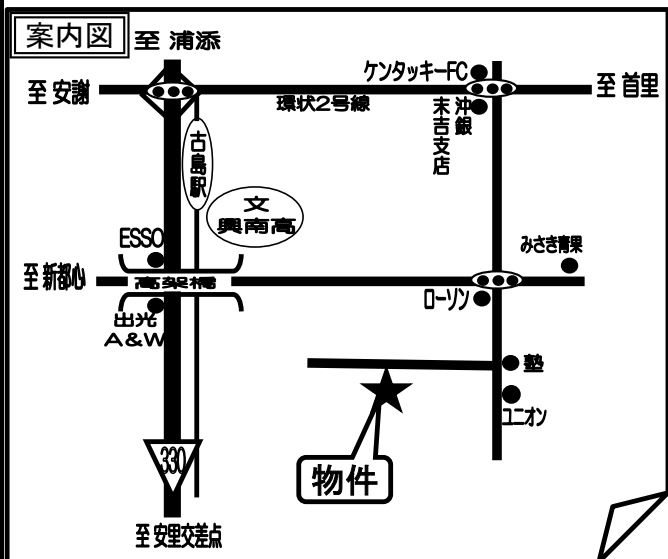 案内図
至 浦添
ケンタッキーFC
至 安謝
至 首里
環状2号線
沖銀
末吉支店
古島駅
文
興南高
ESSO
みさき青果
至 新都心
高架橋
ローソン
出光
A&W
塾
ユニオン
330
物件
至 安里交差点